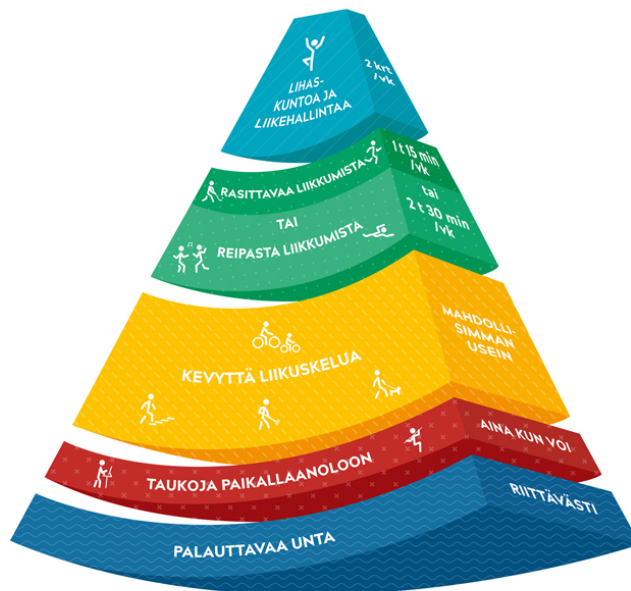 LIHAS-
KUNTOA JA
LIIKEHALLINTAA
2 krt
/vk
RASITTAVAA LIIKKUMISTA
1 t 15 min
/vk
TAI
REIPASTA LIIKKUMISTA
tai
2 t 30 min
/vk
KEVYTTÄ LIIKUSKELUA
MAHDOLLI-
SIMMAN
USEIN
TAUKOJA PAIKALLAANOLOON
AINA KUN VOI
PALAUTTAVAA UNTA
RIITTÄVÄSTI